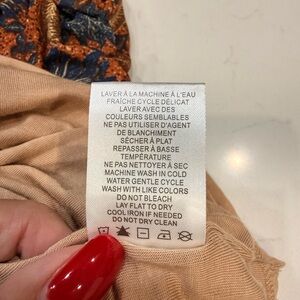 LAVER À LA MACHINE À L'EAU
FRAÎCHE CYCLE DÉLICAT
LAVER AVEC DES
COULEURS SEMBLABLES
NE PAS UTILISER D'AGENT
DE BLANCHIMENT
SÉCHER À PLAT
REPASSER À BASSE
TEMPÉRATURE
NE PAS NETTOYER À SEC
MACHINE WASH IN COLD
WATER GENTLE CYCLE
WASH WITH LIKE COLORS
DO NOT BLEACH
LAY FLAT TO DRY
COOL IRON IF NEEDED
DO NOT DRY CLEAN